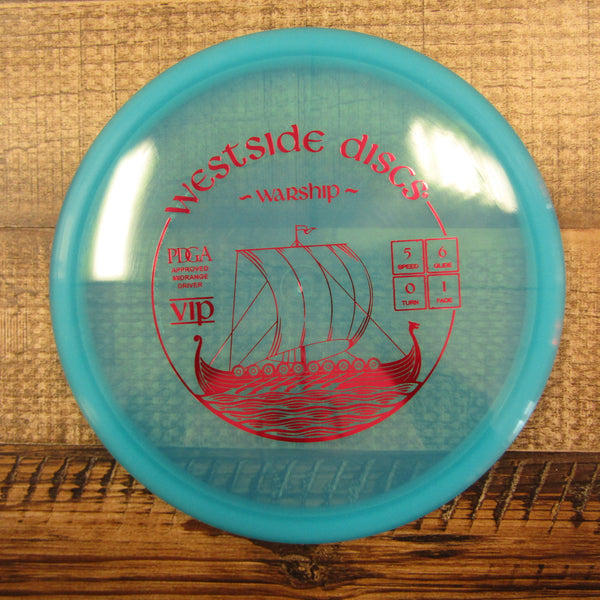 westside discs
~ warship ~
PDGA
APPROVED
MIDRANGE
DRIVER
VIP
5 6
SPEED GLIDE
0 1
TURN FADE